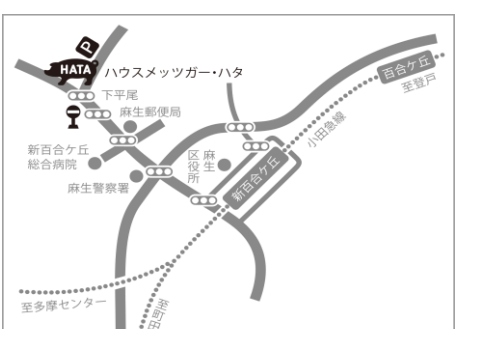 P
HATA
ハウスメッツガー・ハタ
下平尾
麻生郵便局
新百合ケ丘
総合病院
麻生警察署
麻生
区役所
新百合ケ丘
小田急線
百合ケ丘
至登戸
至多摩センター
至町田